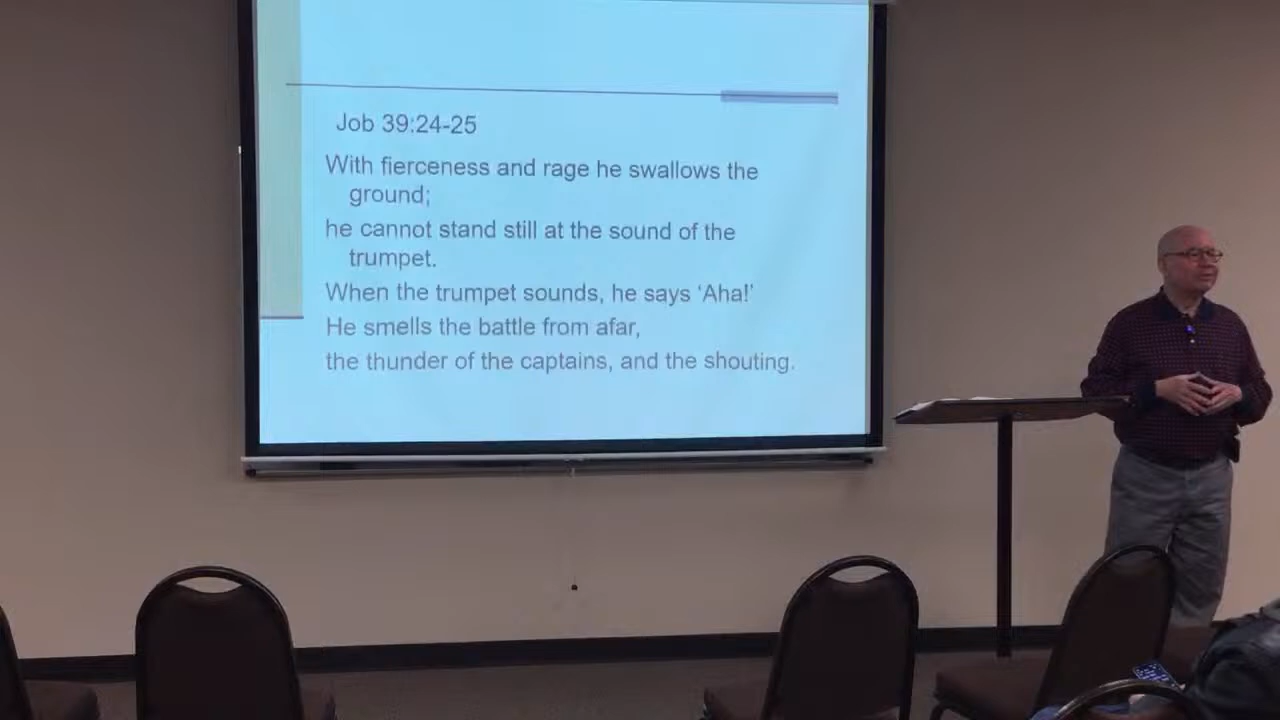 Job 39:24-25
With fierceness and rage he swallows the
ground;
he cannot stand still at the sound of the
trumpet.
When the trumpet sounds, he says ‘Aha!’
He smells the battle from afar,
the thunder of the captains, and the shouting.